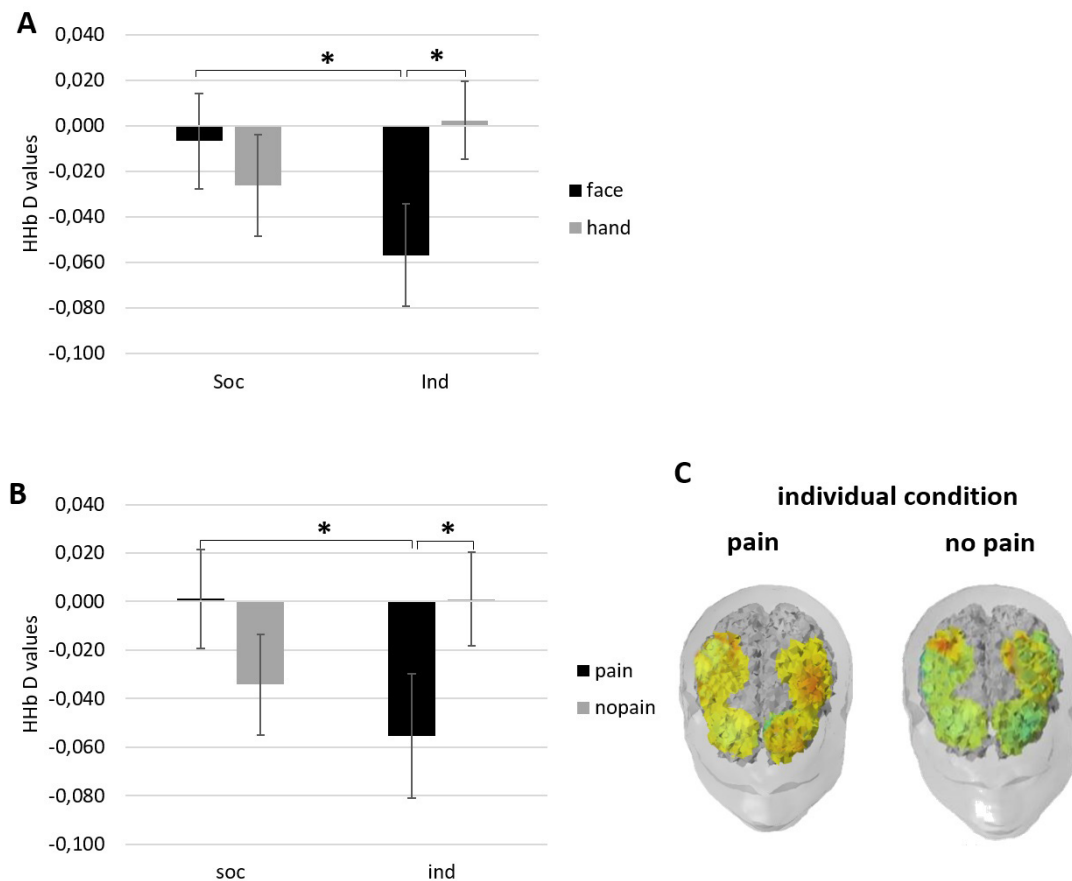 A
0,040
0,020
0,000
-0,020
-0,040
-0,060
-0,080
-0,100
HHb D values
* *
Soc Ind
face
hand
B
0,040
0,020
0,000
-0,020
-0,040
-0,060
-0,080
-0,100
HHb D values
* *
soc ind
pain
nopain
C
individual condition
pain no pain